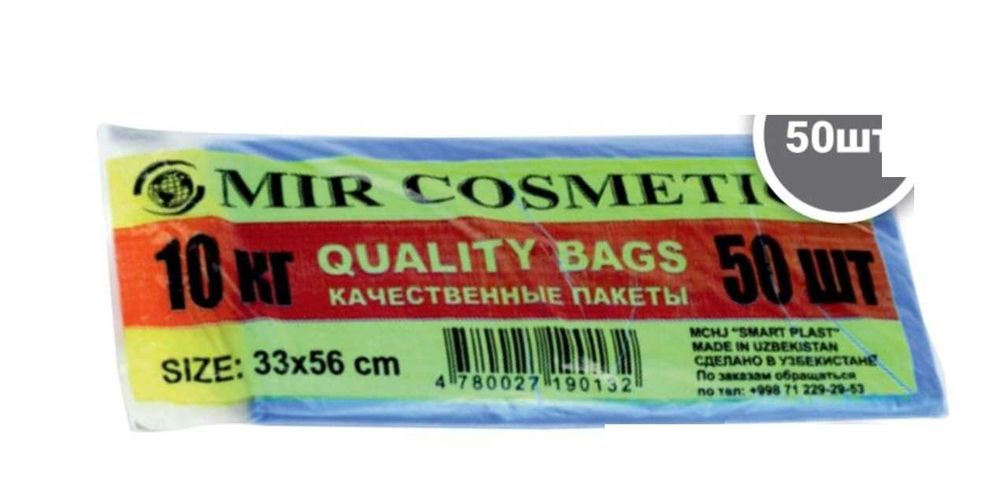 50шт
MIR COSMETIC
10 кг QUALITY BAGS 50 шт
КАЧЕСТВЕННЫЕ ПАКЕТЫ
SIZE: 33x56 cm
4 780027 190132
MCHJ "SMART PLAST"
MADE IN UZBEKISTAN
СДЕЛАНО В УЗБЕКИСТАНЕ
По заказам обращаться
по тел: +998 71 229-29-53